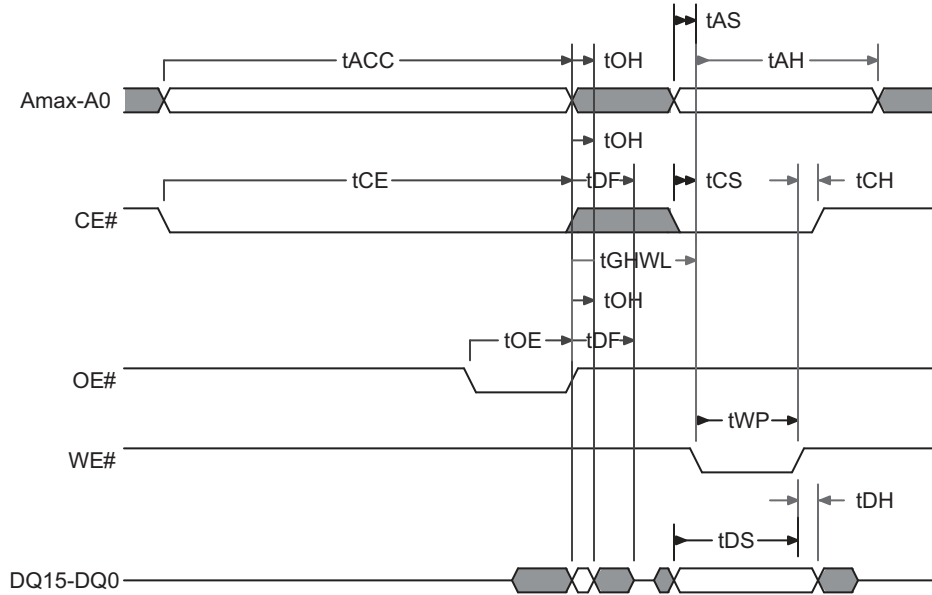 tAS
tACC tOH tAH
Amax-A0
tOH
tCE tDF tCS tCH
CE#
tGHWL
tOH
tOE tDF
OE#
tWP
WE#
tDH
tDS
DQ15-DQ0